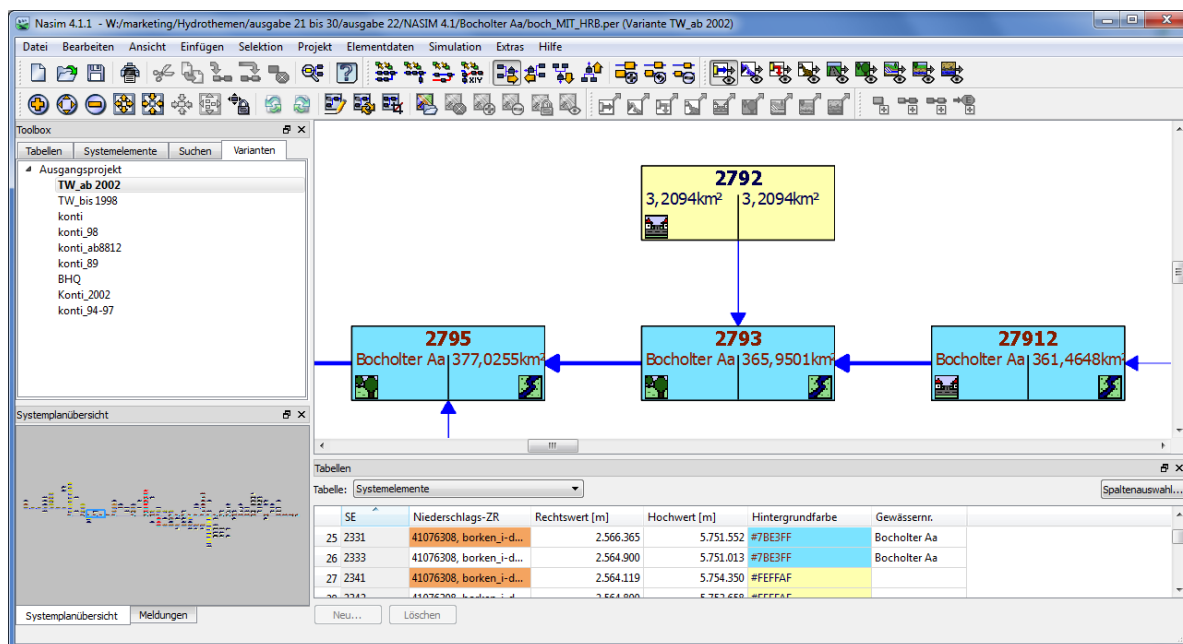 Nasim 4.1.1 - W:/marketing/Hydrothemen/ausgabe 21 bis 30/ausgabe 22/NASIM 4.1/Bocholter Aa/boch_MIT_HRB.per (Variante TW_ab 2002)
Datei Bearbeiten Ansicht Einfügen Selektion Projekt Elementdaten Simulation Extras Hilfe
Toolbox
Tabellen Systemelemente Suchen Varianten
Ausgangsprojekt
TW_ab 2002
TW_bis 1998
konti
konti_98
konti_ab8812
konti_89
BHQ
Konti_2002
konti_94-97
2792
3,2094km² 3,2094km²
2795
Bocholter Aa 377,0255km²
2793
Bocholter Aa 365,9501km²
27912
Bocholter Aa 361,4648km²
Systemplanübersicht
Systemplanübersicht Meldungen
Tabellen
Tabelle: Systemelemente Spaltenauswahl...
SE Niederschlags-ZR Rechtswert [m] Hochwert [m] Hintergrundfarbe Gewässernr.
25 2331 41076308, borken_i-d... 2.566.365 5.751.552 #7BE3FF Bocholter Aa
26 2333 41076308, borken_i-d... 2.564.900 5.751.013 #7BE3FF Bocholter Aa
27 2341 41076308, borken_i-d... 2.564.119 5.754.350 #FEFFAF
Neu... Löschen